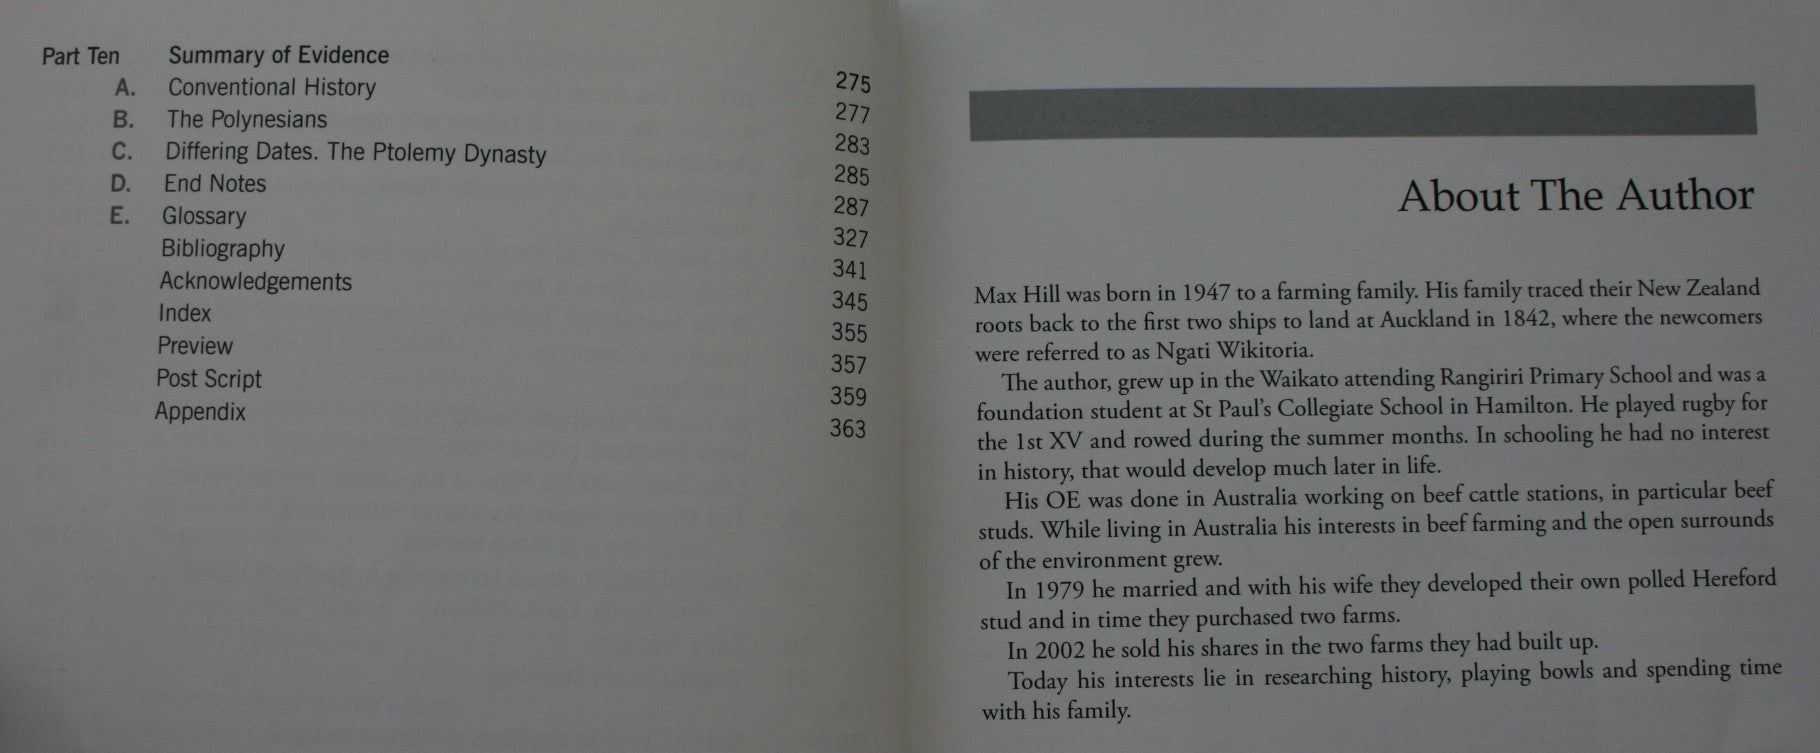 Part Ten Summary of Evidence 275
A. Conventional History 277
B. The Polynesians 283
C. Differing Dates. The Ptolemy Dynasty 285
D. End Notes 287
E. Glossary 327
Bibliography 341
Acknowledgements 345
Index 355
Preview 357
Post Script 359
Appendix 363
About The Author
Max Hill was born in 1947 to a farming family. His family traced their New Zealand
roots back to the first two ships to land at Auckland in 1842, where the newcomers
were referred to as Ngati Wikitoria.
The author, grew up in the Waikato attending Rangiriri Primary School and was a
foundation student at St Paul's Collegiate School in Hamilton. He played rugby for
the 1st XV and rowed during the summer months. In schooling he had no interest
in history, that would develop much later in life.
His OE was done in Australia working on beef cattle stations, in particular beef
studs. While living in Australia his interests in beef farming and the open surrounds
of the environment grew.
In 1979 he married and with his wife they developed their own polled Hereford
stud and in time they purchased two farms.
In 2002 he sold his shares in the two farms they had built up.
Today his interests lie in researching history, playing bowls and spending time
with his family.